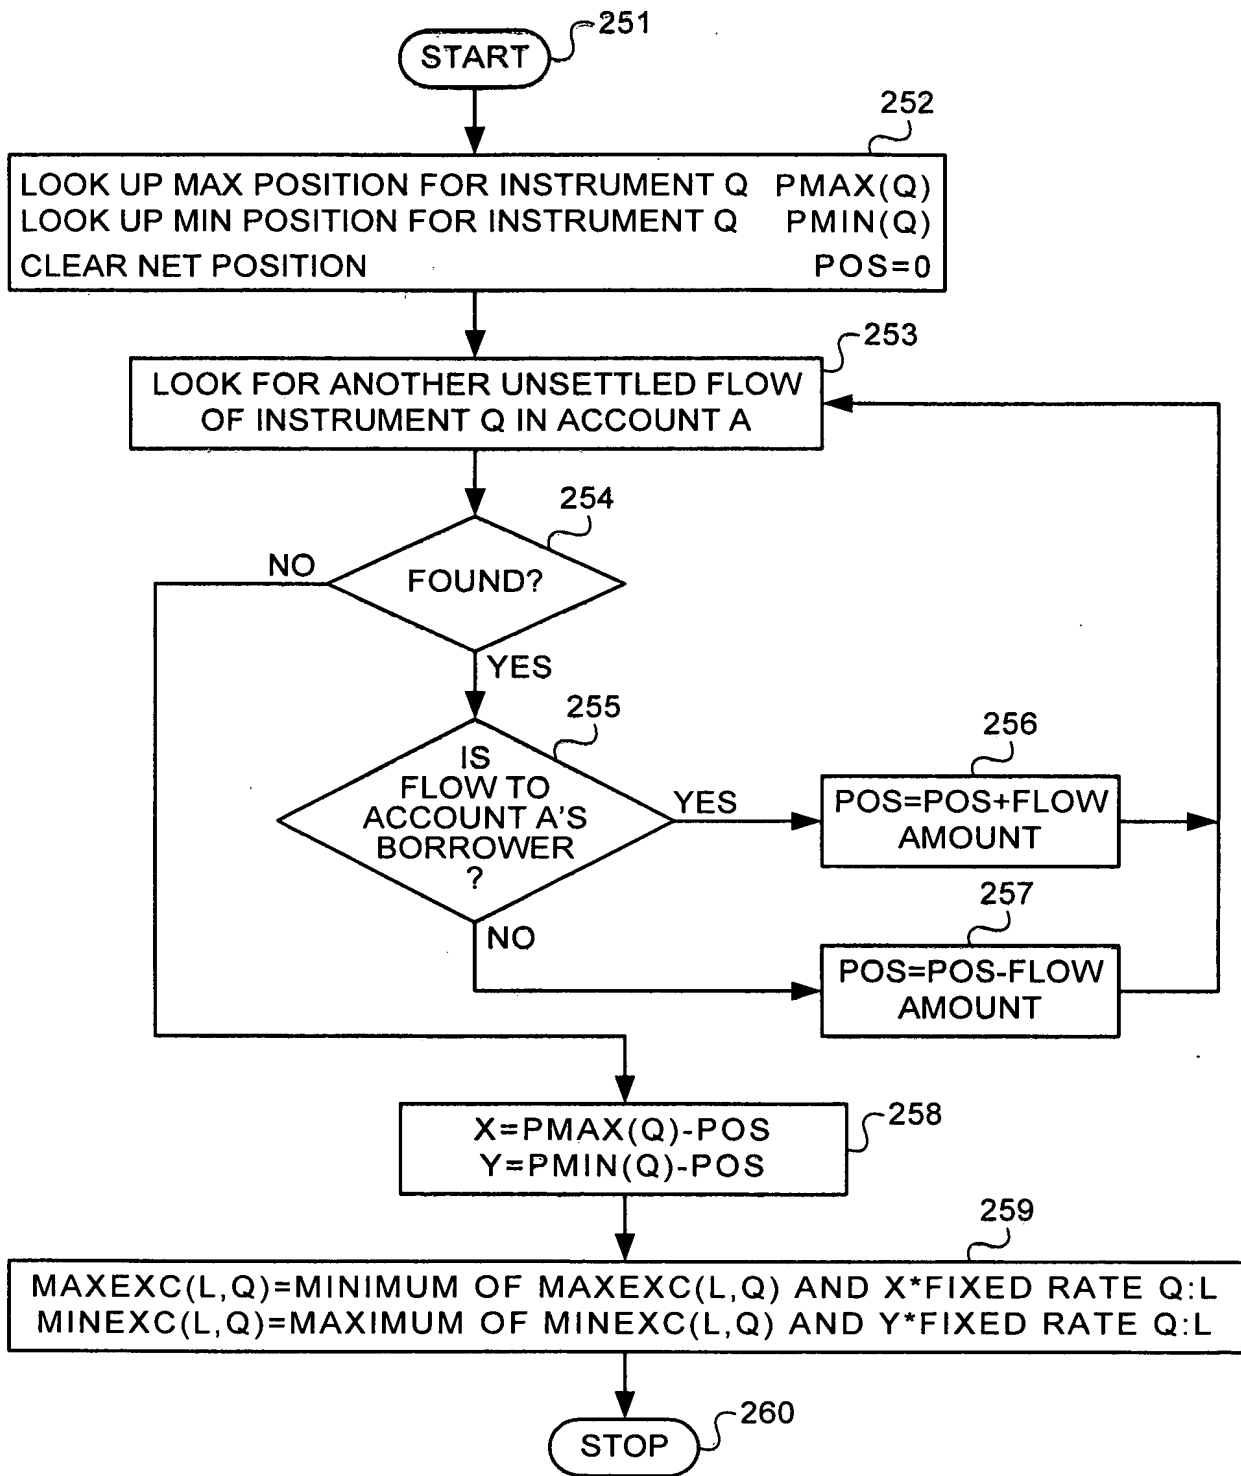 START
251
252
LOOK UP MAX POSITION FOR INSTRUMENT Q PMAX(Q)
LOOK UP MIN POSITION FOR INSTRUMENT Q PMIN(Q)
CLEAR NET POSITION POS=0
253
LOOK FOR ANOTHER UNSETTLED FLOW
OF INSTRUMENT Q IN ACCOUNT A
254
NO
FOUND?
YES
255
IS
FLOW TO
ACCOUNT A'S
BORROWER
?
YES
256
POS=POS+FLOW
AMOUNT
NO
257
POS=POS-FLOW
AMOUNT
258
X=PMAX(Q)-POS
Y=PMIN(Q)-POS
259
MAXEXC(L,Q)=MINIMUM OF MAXEXC(L,Q) AND X*FIXED RATE Q:L
MINEXC(L,Q)=MAXIMUM OF MINEXC(L,Q) AND Y*FIXED RATE Q:L
STOP
260